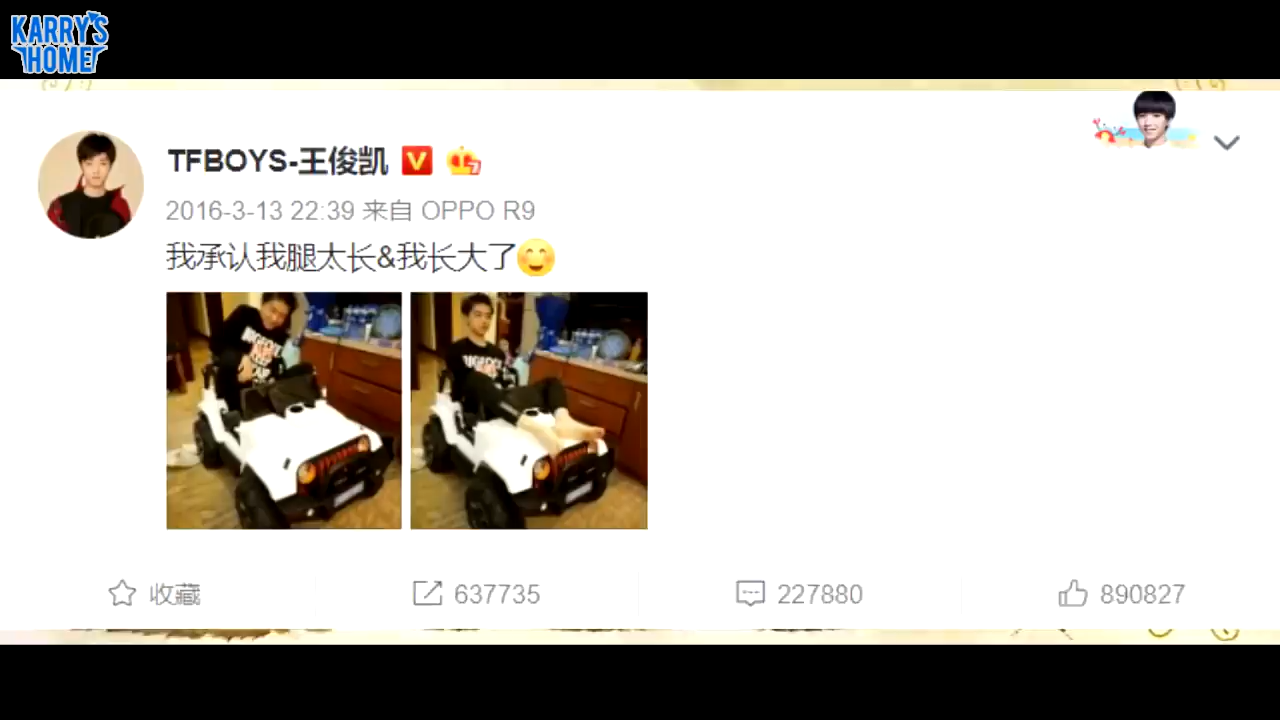 KARRY'S
HOME
TFBOYS-王俊凯 V
2016-3-13 22:39 来自 OPPO R9
我承认我腿太长&我长大了
收藏 637735 227880 890827